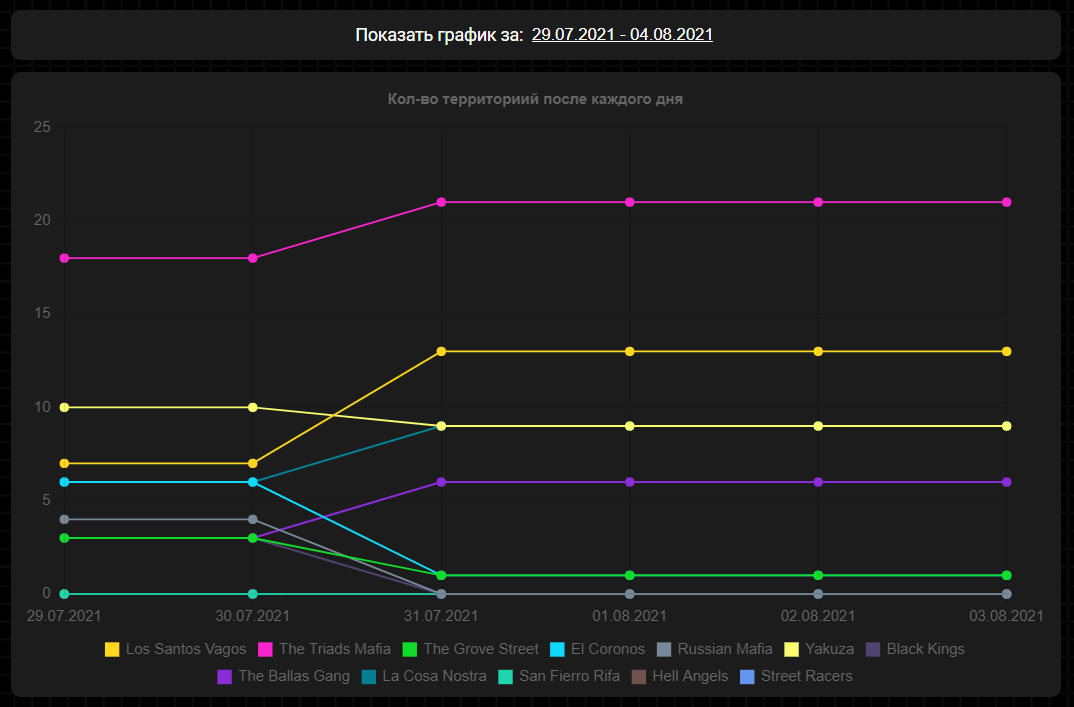 Показать график за: 29.07.2021 - 04.08.2021
Кол-во территориий после каждого дня
25
20
15
10
5
0
29.07.2021 30.07.2021 31.07.2021 01.08.2021 02.08.2021 03.08.2021
Los Santos Vagos The Triads Mafia The Grove Street El Coronos Russian Mafia Yakuza Black Kings
The Ballas Gang La Cosa Nostra San Fierro Rifa Hell Angels Street Racers